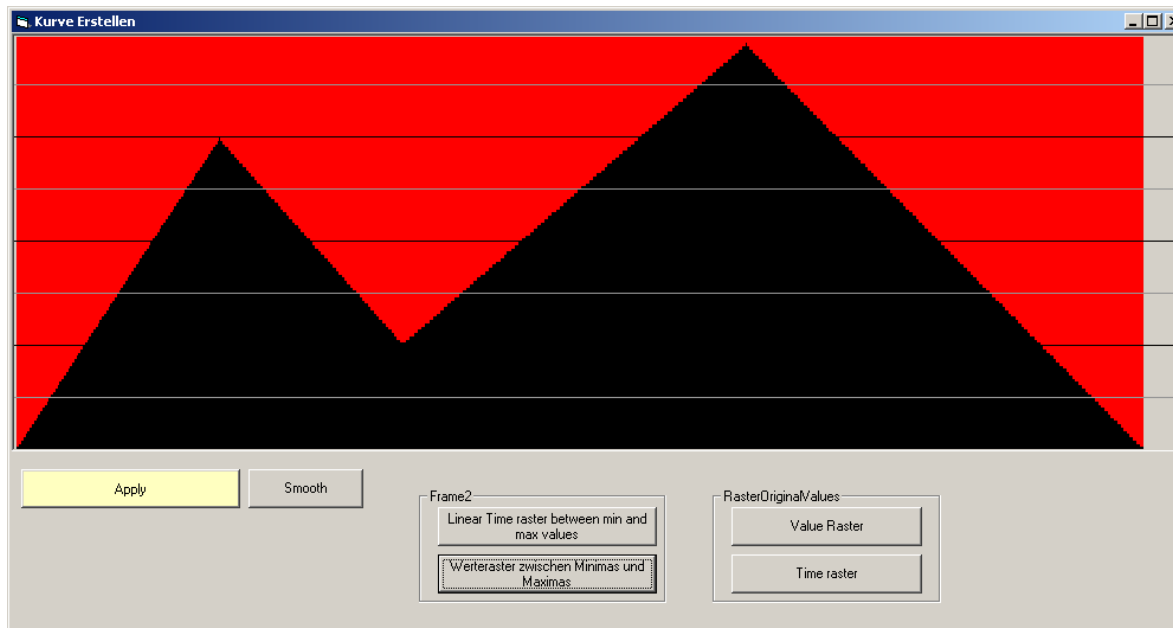 Kurve Erstellen
Apply
Smooth
Frame2
Linear Time raster between min and
max values
Werteraster zwischen Minimas und
Maximas
RasterOriginalValues
Value Raster
Time raster